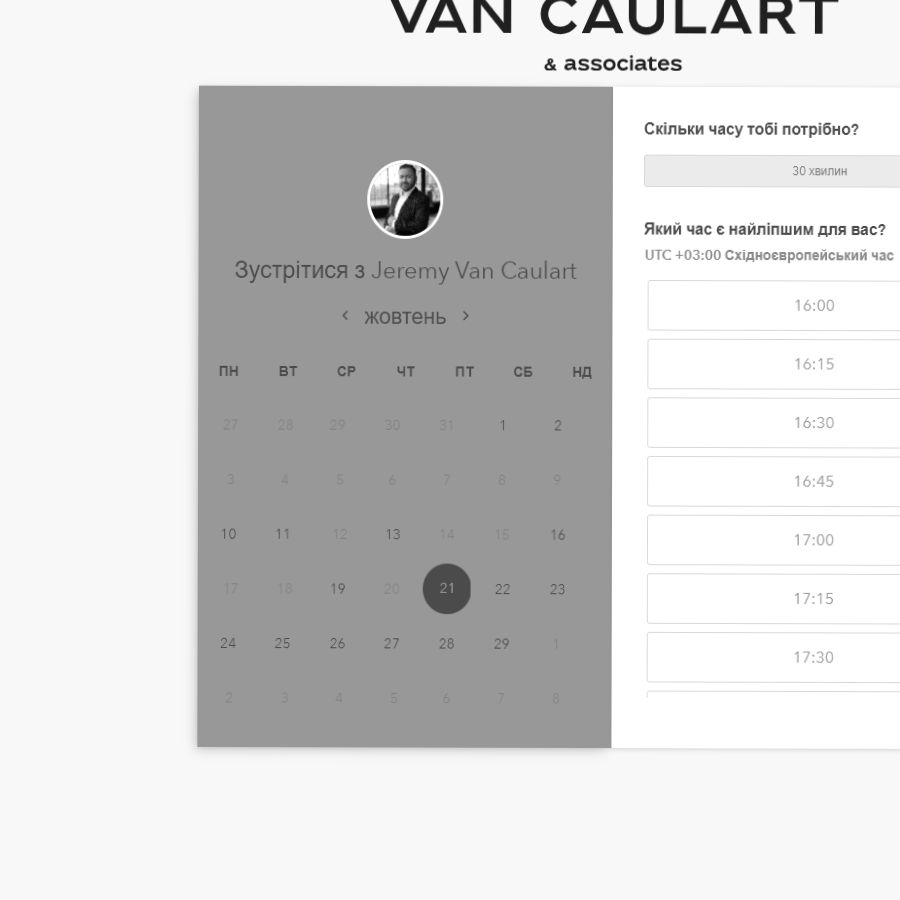 VAN CAULART
& associates
Зустрітися з Jeremy Van Caulart
‹ жовтень ›
ПН ВТ СР ЧТ ПТ СБ НД
27 28 29 30 31 1 2
3 4 5 6 7 8 9
10 11 12 13 14 15 16
17 18 19 20 21 22 23
24 25 26 27 28 29 1
2 3 4 5 6 7 8
Скільки часу тобі потрібно?
30 хвилин
Який час є найліпшим для вас?
UTC +03:00 Східноєвропейський час
16:00
16:15
16:30
16:45
17:00
17:15
17:30